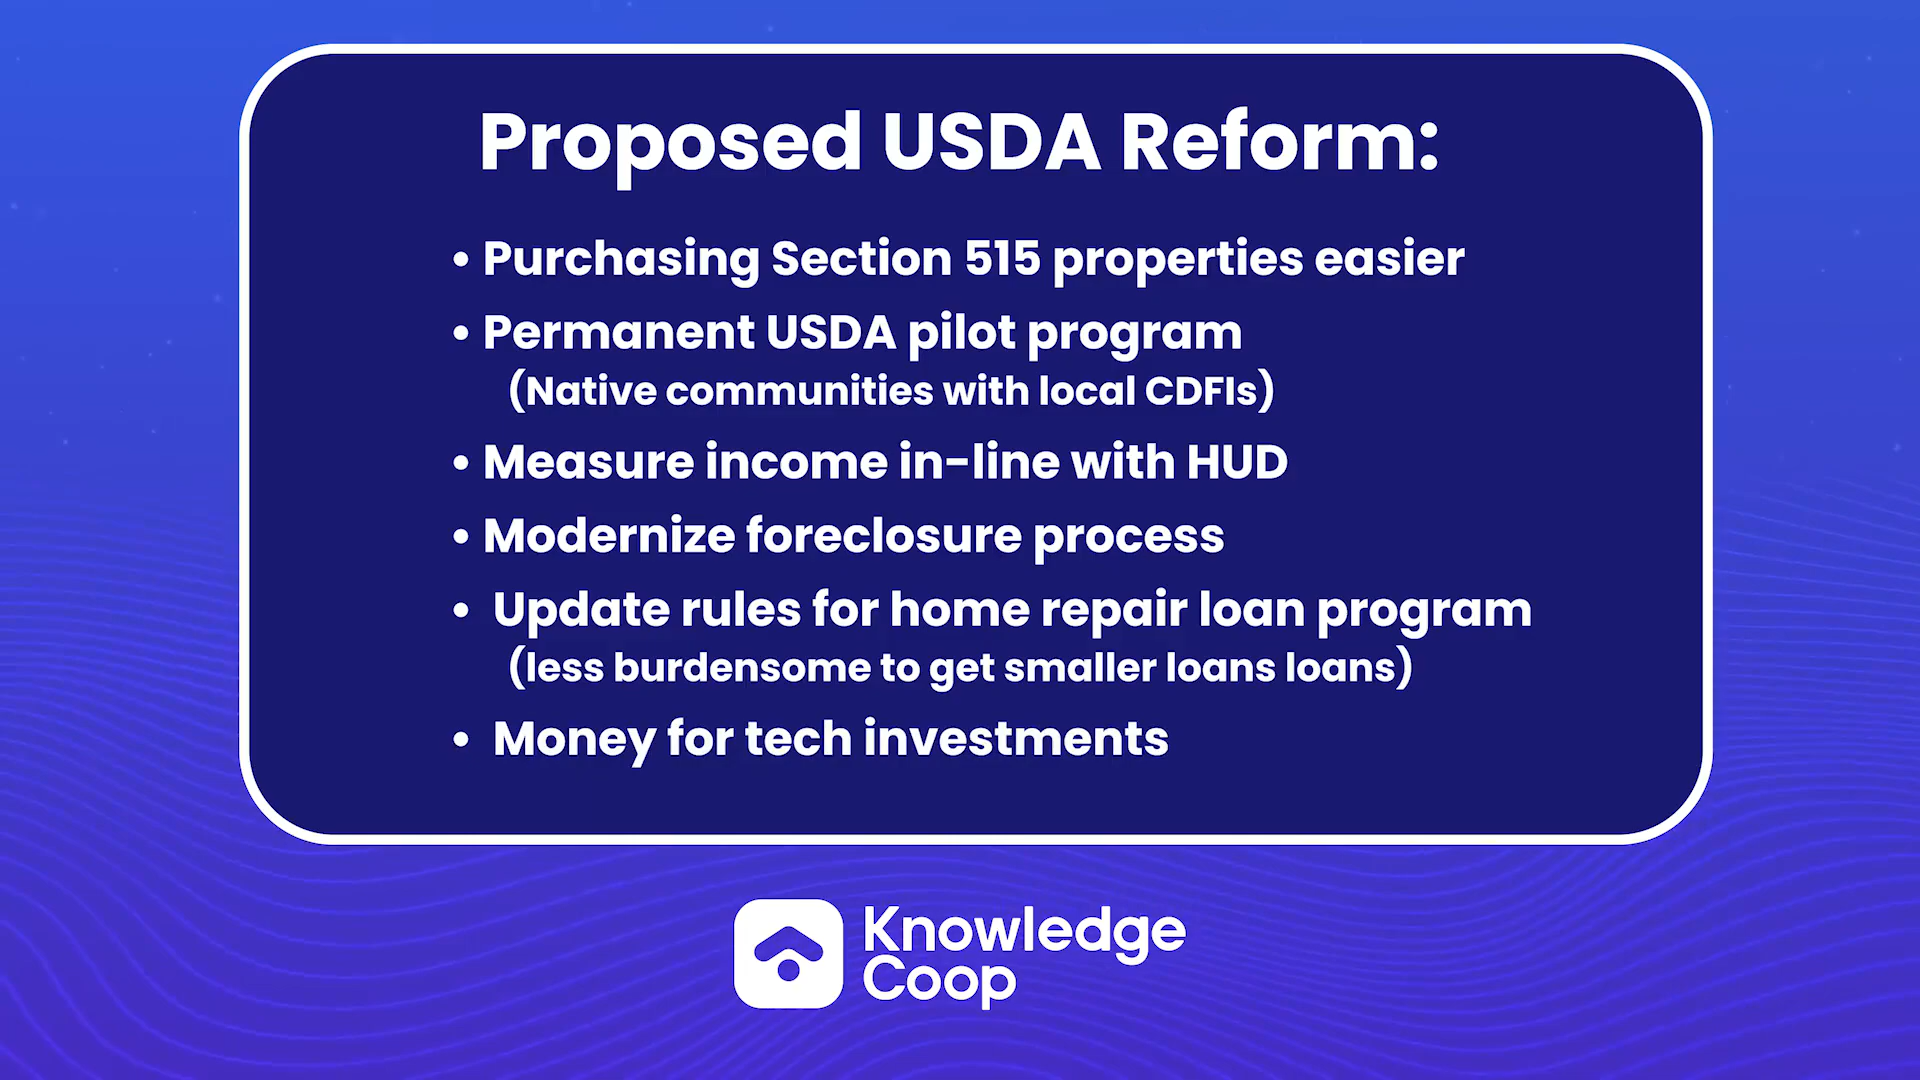 Proposed USDA Reform:
• Purchasing Section 515 properties easier
• Permanent USDA pilot program
(Native communities with local CDFIs)
• Measure income in-line with HUD
• Modernize foreclosure process
• Update rules for home repair loan program
(less burdensome to get smaller loans loans)
• Money for tech investments
Knowledge
Coop